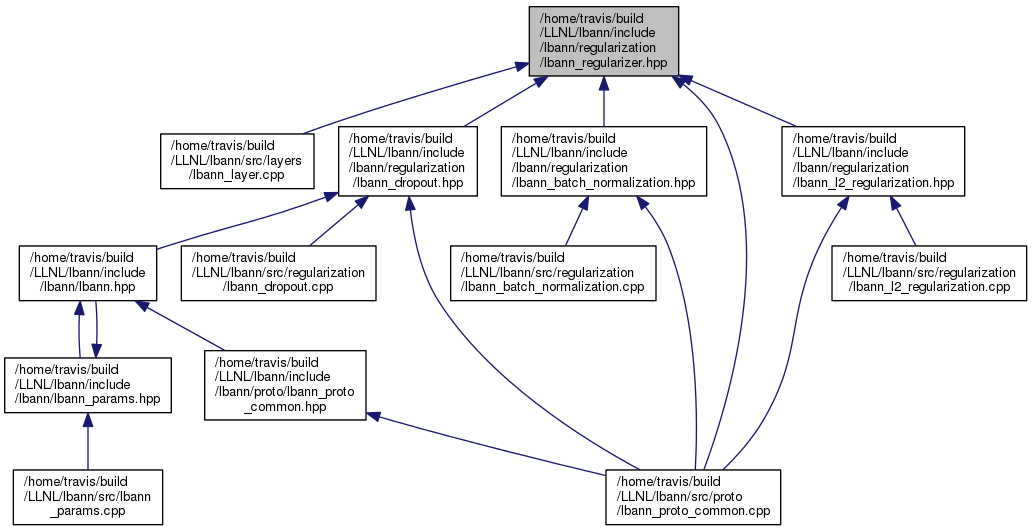 /home/travis/build
/LLNL/lbann/include
/lbann/regularization
/lbann_regularizer.hpp
/home/travis/build
/LLNL/lbann/src/layers
/lbann_layer.cpp
/home/travis/build
/LLNL/lbann/include
/lbann/regularization
/lbann_dropout.hpp
/home/travis/build
/LLNL/lbann/include
/lbann/regularization
/lbann_batch_normalization.hpp
/home/travis/build
/LLNL/lbann/include
/lbann/regularization
/lbann_l2_regularization.hpp
/home/travis/build
/LLNL/lbann/include
/lbann/lbann.hpp
/home/travis/build
/LLNL/lbann/src/regularization
/lbann_dropout.cpp
/home/travis/build
/LLNL/lbann/src/regularization
/lbann_batch_normalization.cpp
/home/travis/build
/LLNL/lbann/src/regularization
/lbann_l2_regularization.cpp
/home/travis/build
/LLNL/lbann/include
/lbann/lbann_params.hpp
/home/travis/build
/LLNL/lbann/include
/lbann/proto/lbann_proto
_common.hpp
/home/travis/build
/LLNL/lbann/src/lbann
_params.cpp
/home/travis/build
/LLNL/lbann/src/proto
/lbann_proto_common.cpp